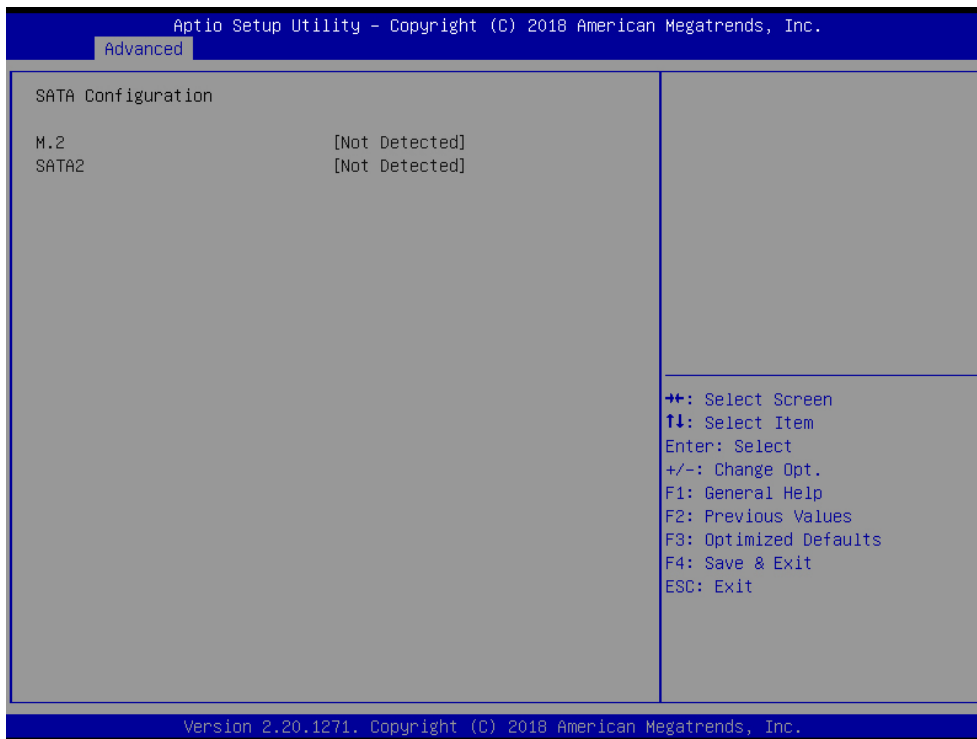 Aptio Setup Utility – Copyright (C) 2018 American Megatrends, Inc.
Advanced
SATA Configuration
M.2 [Not Detected]
SATA2 [Not Detected]
→←: Select Screen
↑↓: Select Item
Enter: Select
+/-: Change Opt.
F1: General Help
F2: Previous Values
F3: Optimized Defaults
F4: Save & Exit
ESC: Exit
Version 2.20.1271. Copyright (C) 2018 American Megatrends, Inc.